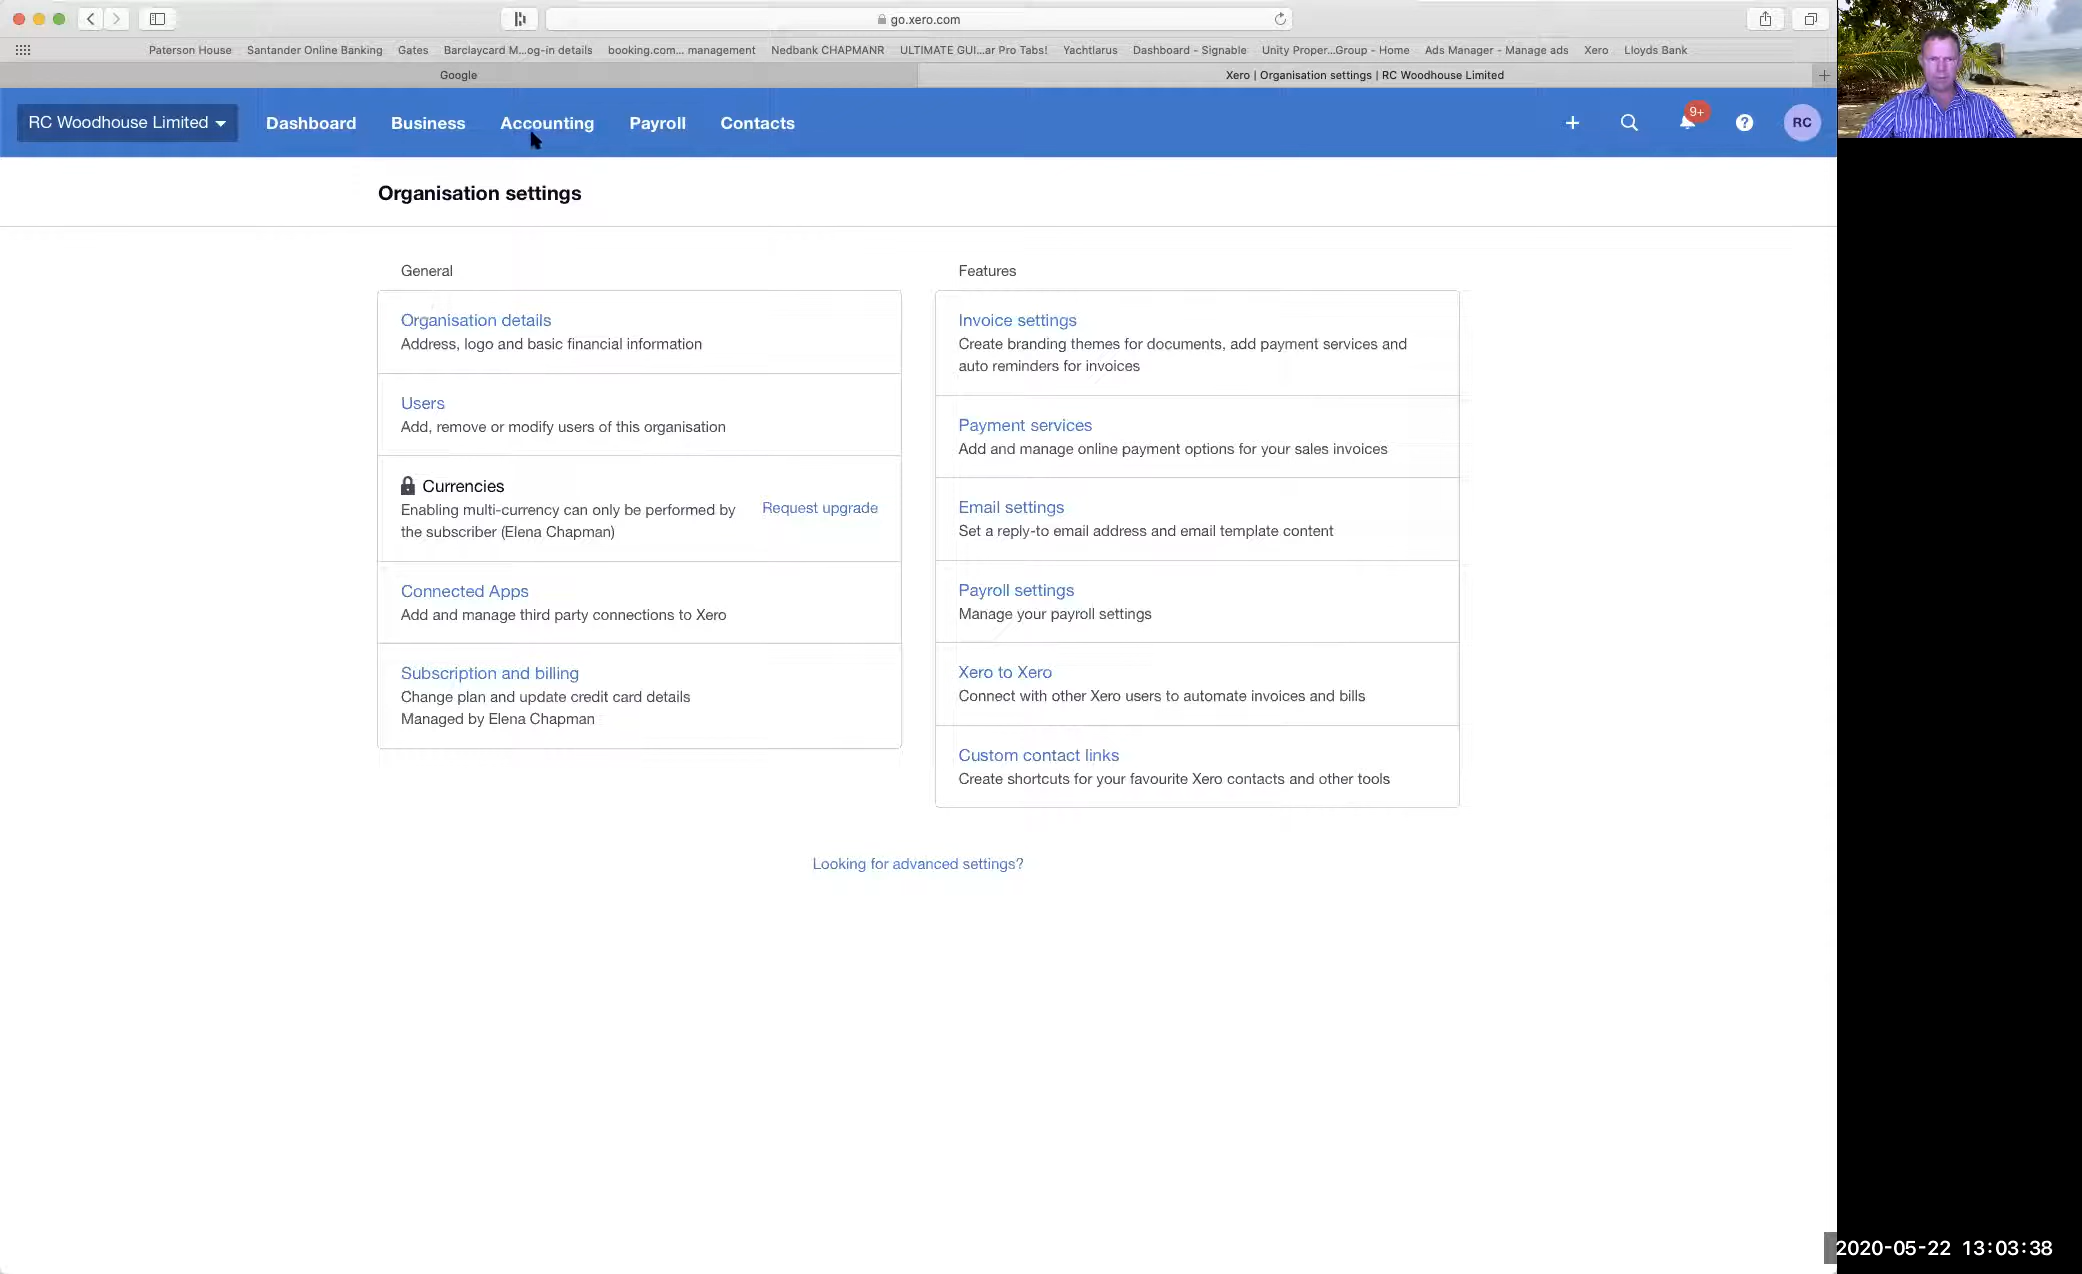 go.xero.com
Paterson House
Santander Online Banking
Gates
Barclaycard M...og-in details
booking.com... management
Nedbank CHAPMANR
ULTIMATE GUI...ar Pro Tabs!
Yachtlarus
Dashboard - Signable
Unity Proper...Group - Home
Ads Manager - Manage ads
Xero
Lloyds Bank
Google
Xero | Organisation settings | RC Woodhouse Limited
RC Woodhouse Limited
Dashboard
Business
Accounting
Payroll
Contacts
9+
RC
Organisation settings
General
Organisation details
Address, logo and basic financial information
Users
Add, remove or modify users of this organisation
Currencies
Enabling multi-currency can only be performed by
the subscriber (Elena Chapman)
Request upgrade
Connected Apps
Add and manage third party connections to Xero
Subscription and billing
Change plan and update credit card details
Managed by Elena Chapman
Features
Invoice settings
Create branding themes for documents, add payment services and
auto reminders for invoices
Payment services
Add and manage online payment options for your sales invoices
Email settings
Set a reply-to email address and email template content
Payroll settings
Manage your payroll settings
Xero to Xero
Connect with other Xero users to automate invoices and bills
Custom contact links
Create shortcuts for your favourite Xero contacts and other tools
Looking for advanced settings?
2020-05-22 13:03:38